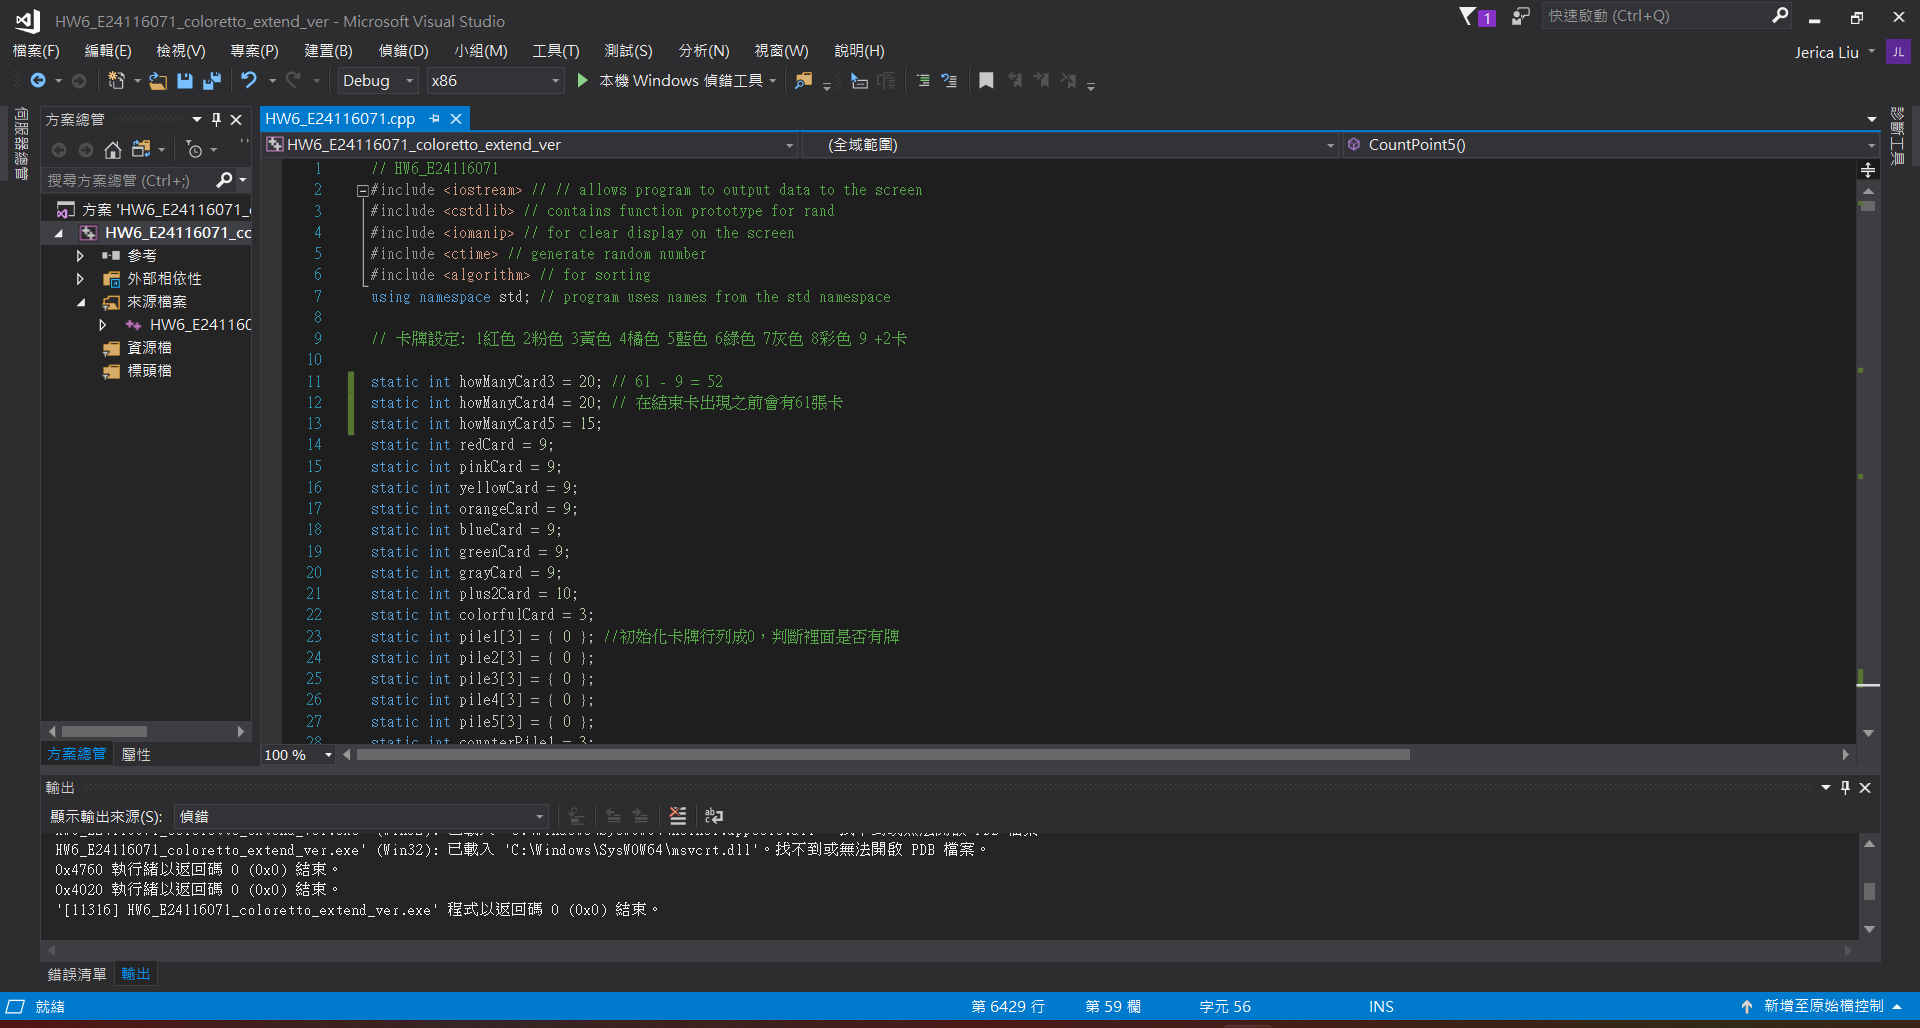 HW6_E24116071_coloretto_extend_ver - Microsoft Visual Studio
1
快速啟動 (Ctrl+Q)
檔案(F) 編輯(E) 檢視(V) 專案(P) 建置(B) 偵錯(D) 小組(M) 工具(T) 測試(S) 分析(N) 視窗(W) 說明(H)
Jerica Liu
JL
Debug x86 本機 Windows 偵錯工具
伺服器總管
方案總管
搜尋方案總管 (Ctrl+;)
方案 'HW6_E24116071_c
HW6_E24116071_cc
參考
外部相依性
來源檔案
HW6_E241160
資源檔
標頭檔
方案總管 屬性
HW6_E24116071.cpp
HW6_E24116071_coloretto_extend_ver (全域範圍) CountPoint5()
診斷工具
1 // HW6_E24116071
2 #include <iostream> // // allows program to output data to the screen
3 #include <cstdlib> // contains function prototype for rand
4 #include <iomanip> // for clear display on the screen
5 #include <ctime> // generate random number
6 #include <algorithm> // for sorting
7 using namespace std; // program uses names from the std namespace
8
9 // 卡牌設定: 1紅色 2粉色 3黃色 4橘色 5藍色 6綠色 7灰色 8彩色 9 +2卡
10
11 static int howManyCard3 = 20; // 61 - 9 = 52
12 static int howManyCard4 = 20; // 在結束卡出現之前會有61張卡
13 static int howManyCard5 = 15;
14 static int redCard = 9;
15 static int pinkCard = 9;
16 static int yellowCard = 9;
17 static int orangeCard = 9;
18 static int blueCard = 9;
19 static int greenCard = 9;
20 static int grayCard = 9;
21 static int plus2Card = 10;
22 static int colorfulCard = 3;
23 static int pile1[3] = { 0 }; //初始化卡牌行列成0，判斷裡面是否有牌
24 static int pile2[3] = { 0 };
25 static int pile3[3] = { 0 };
26 static int pile4[3] = { 0 };
27 static int pile5[3] = { 0 };
28 static int counterPile1 = 3;
100 %
輸出
顯示輸出來源(S): 偵錯
HW6_E24116071_coloretto_extend_ver.exe' (Win32): 已載入 'C:\Windows\SysWOW64\msvcrt.dll'。找不到或無法開啟 PDB 檔案。
0x4760 執行緒以返回碼 0 (0x0) 結束。
0x4020 執行緒以返回碼 0 (0x0) 結束。
'[11316] HW6_E24116071_coloretto_extend_ver.exe' 程式以返回碼 0 (0x0) 結束。
錯誤清單 輸出
就緒 第 6429 行 第 59 欄 字元 56 INS 新增至原始檔控制